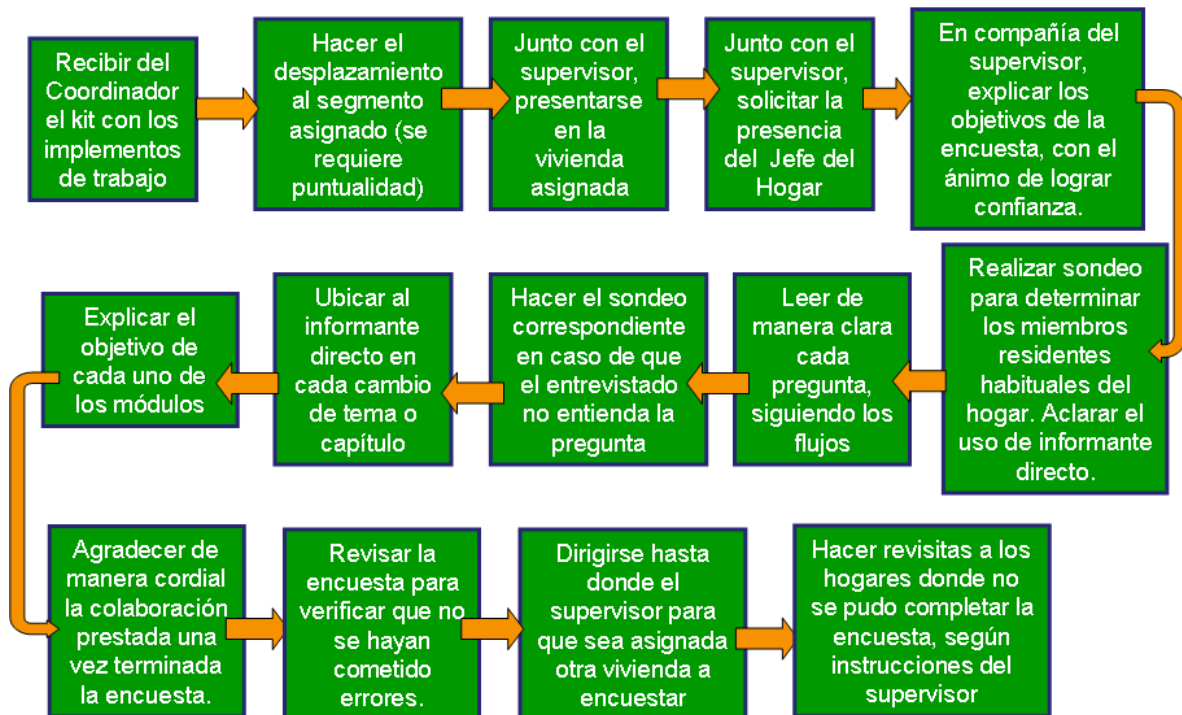 Recibir del
Coordinador
el kit con los
implementos
de trabajo
Hacer el
desplazamiento
al segmento
asignado (se
requiere
puntualidad)
Junto con el
supervisor,
presentarse
en la
vivienda
asignada
Junto con el
supervisor,
solicitar la
presencia
del Jefe del
Hogar
En compañía del
supervisor,
explicar los
objetivos de la
encuesta, con el
ánimo de lograr
confianza.
Realizar sondeo
para determinar
los miembros
residentes
habituales del
hogar. Aclarar el
uso de informante
directo.
Leer de
manera clara
cada
pregunta,
siguiendo los
flujos
Hacer el sondeo
correspondiente
en caso de que
el entrevistado
no entienda la
pregunta
Ubicar al
informante
directo en
cada cambio
de tema o
capítulo
Explicar el
objetivo de
cada uno de
los módulos
Agradecer de
manera cordial
la colaboración
prestada una
vez terminada
la encuesta.
Revisar la
encuesta para
verificar que no
se hayan
cometido
errores.
Dirigirse hasta
donde el
supervisor para
que sea asignada
otra vivienda a
encuestar
Hacer revisitas a los
hogares donde no
se pudo completar la
encuesta, según
instrucciones del
supervisor